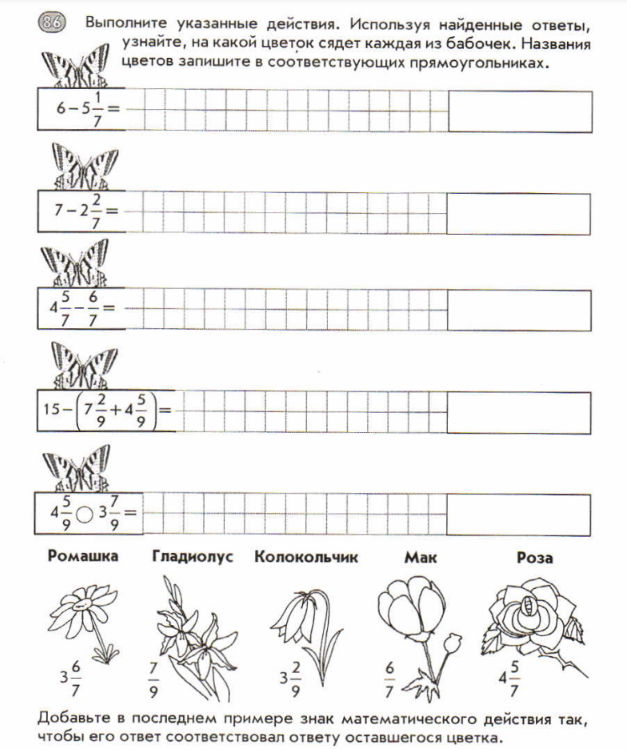 86 Выполните указанные действия. Используя найденные ответы,
узнайте, на какой цветок сядет каждая из бабочек. Названия
цветов запишите в соответствующих прямоугольниках.
6 – 5 1/7 =
7 – 2 2/7 =
4 5/7 – 6/7 =
15 – (7 2/9 + 4 5/9) =
4 5/9 ○ 3 7/9 =
Ромашка Гладиолус Колокольчик Мак Роза
3 6/7 7/9 3 2/9 6/7 4 5/7
Добавьте в последнем примере знак математического действия так,
чтобы его ответ соответствовал ответу оставшегося цветка.